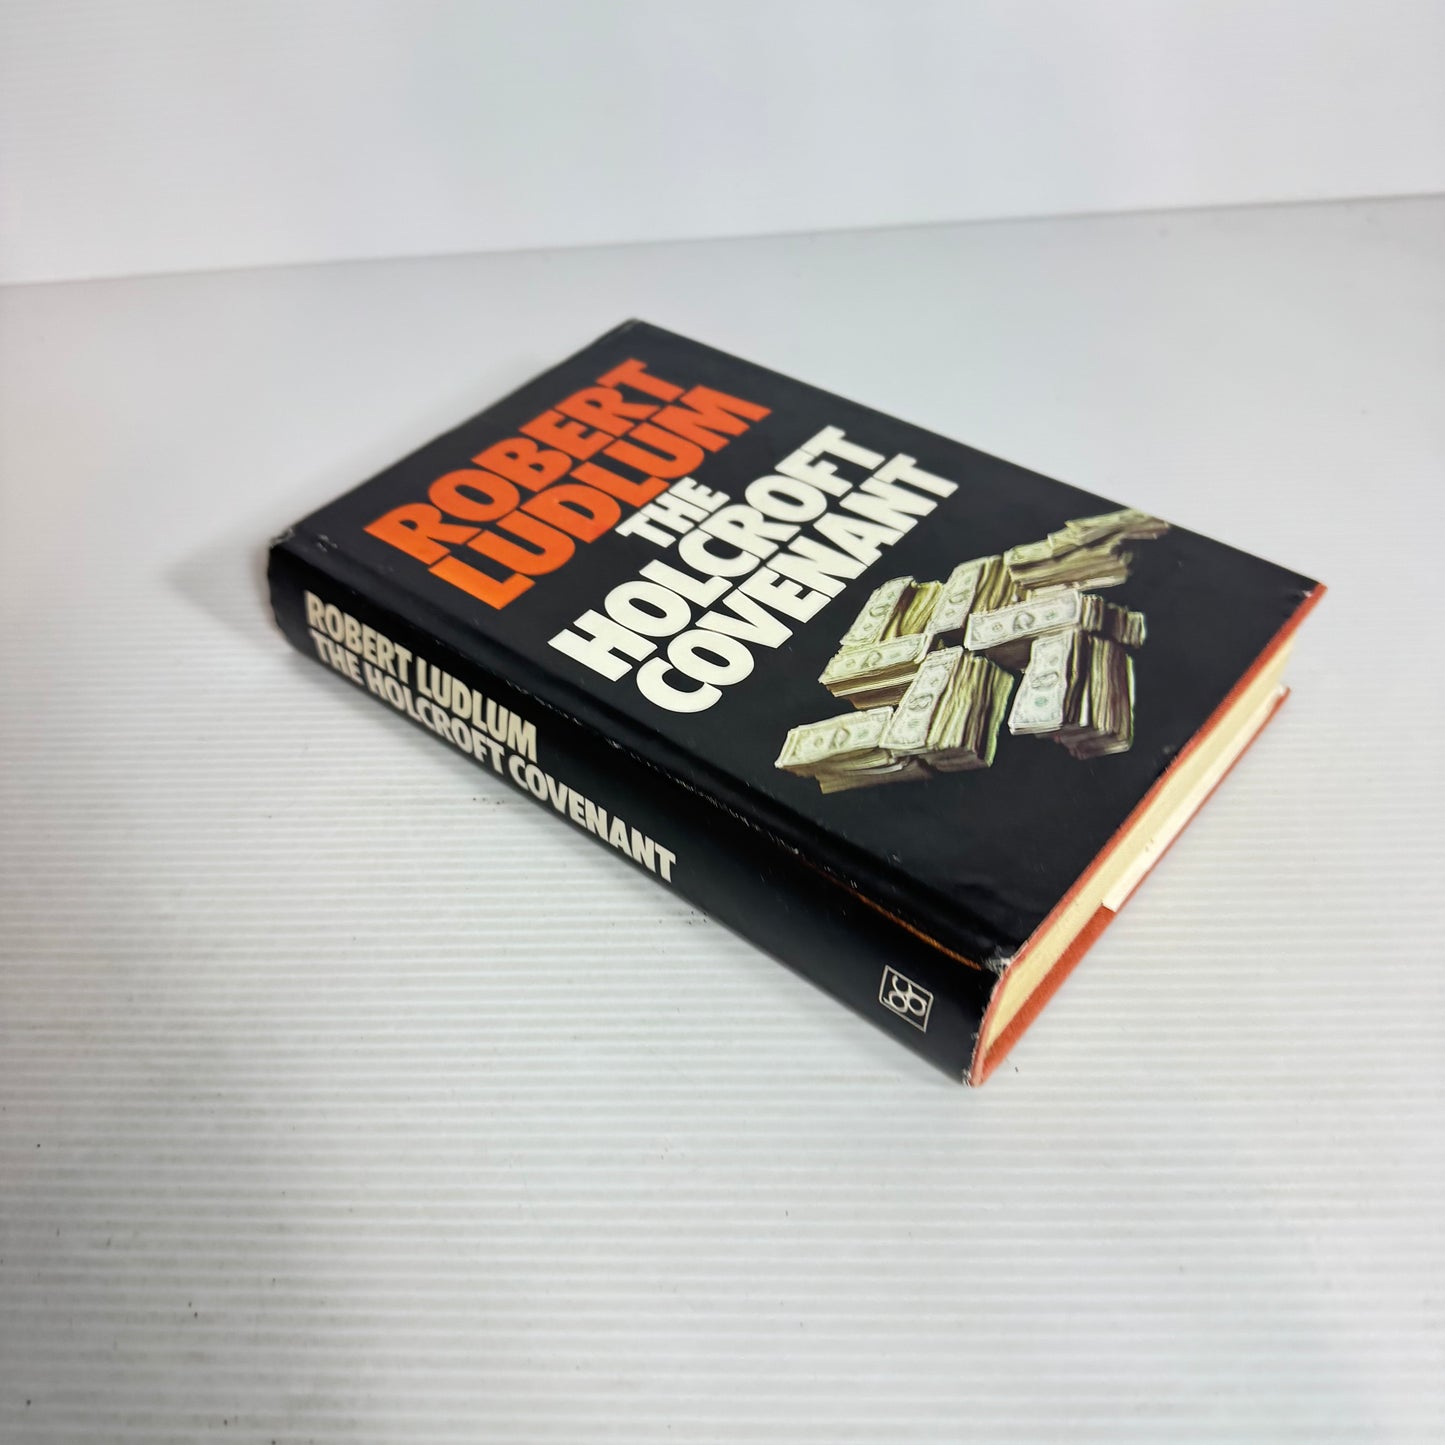 ROBERT
LUDLUM
THE
HOLCROFT
COVENANT
ROBERT LUDLUM
THE HOLCROFT COVENANT